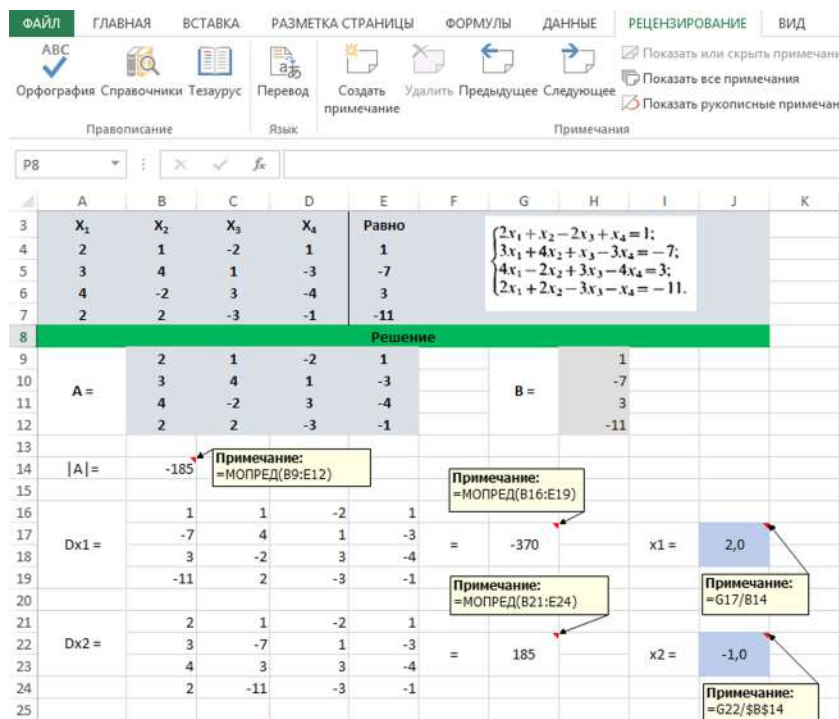 ФАЙЛ ГЛАВНАЯ ВСТАВКА РАЗМЕТКА СТРАНИЦЫ ФОРМУЛЫ ДАННЫЕ РЕЦЕНЗИРОВАНИЕ ВИД
ABC
Орфография Справочники Тезаурус Перевод Создать примечание Удалить Предыдущее Следующее
Показать или скрыть примечани
Показать все примечания
Показать рукописные примечан
Правописание Язык Примечания
P8 fx
A B C D E F G H I J K
3 X₁ X₂ X₃ X₄ Равно
4 2 1 -2 1 1
5 3 4 1 -3 -7
6 4 -2 3 -4 3
7 2 2 -3 -1 -11
2x₁ + x₂ − 2x₃ + x₄ = 1;
3x₁ + 4x₂ + x₃ − 3x₄ = − 7;
4x₁ − 2x₂ + 3x₃ − 4x₄ = 3;
2x₁ + 2x₂ − 3x₃ − x₄ = − 11.
8 Решение
9 2 1 -2 1 1
10 3 4 1 -3 -7
A = B =
11 4 -2 3 -4 3
12 2 2 -3 -1 -11
13
14 |A|= -185
Примечание:
=МОПРЕД(B9:E12)
Примечание:
=МОПРЕД(B16:E19)
15
16 1 1 -2 1
17 -7 4 1 -3
Dx1 = = -370 x1 = 2,0
18 3 -2 3 -4
19 -11 2 -3 -1
Примечание:
=МОПРЕД(B21:E24)
Примечание:
=G17/B14
20
21 2 1 -2 1
22 Dx2 = 3 -7 1 -3
= 185 x2 = -1,0
23 4 3 3 -4
24 2 -11 -3 -1
Примечание:
=G22/$B$14
25